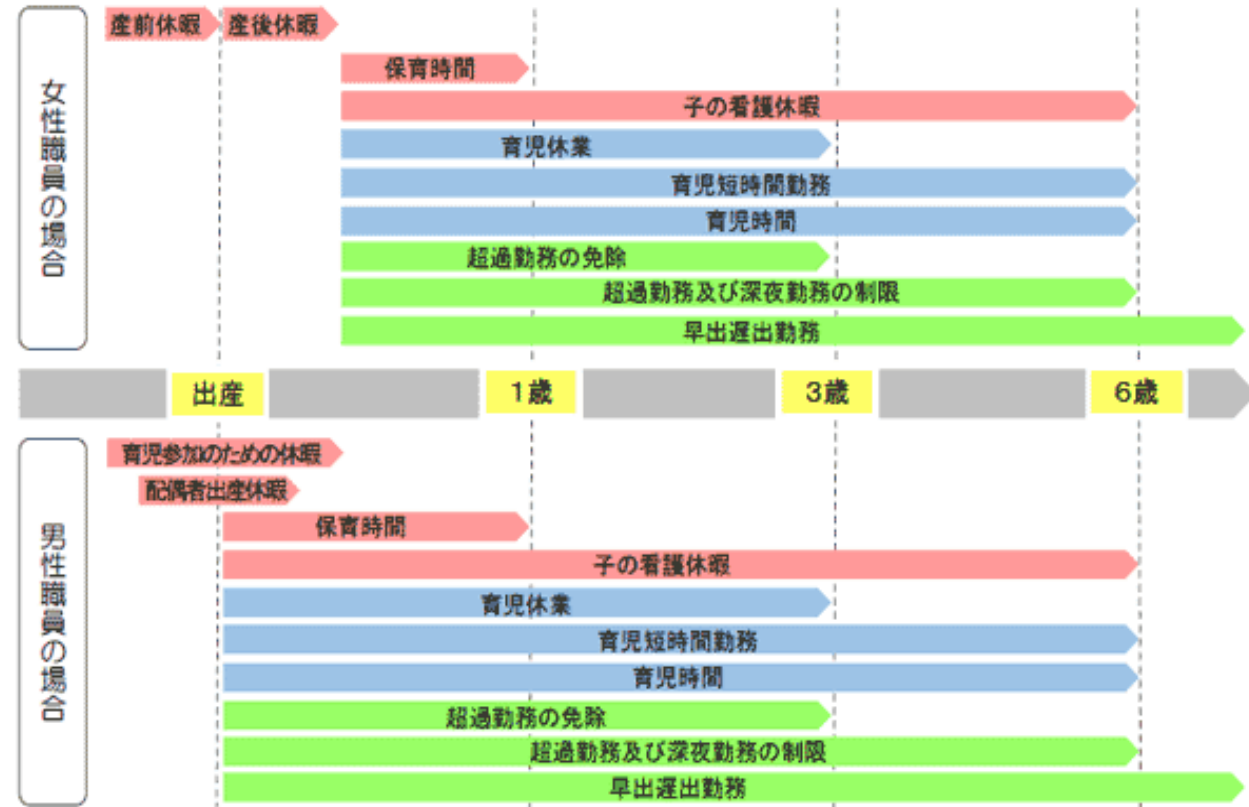 女性職員の場合
産前休暇 産後休暇
保育時間
子の看護休暇
育児休業
育児短時間勤務
育児時間
超過勤務の免除
超過勤務及び深夜勤務の制限
早出遅出勤務
出産 1歳 3歳 6歳
男性職員の場合
育児参加のための休暇
配偶者出産休暇
保育時間
子の看護休暇
育児休業
育児短時間勤務
育児時間
超過勤務の免除
超過勤務及び深夜勤務の制限
早出遅出勤務